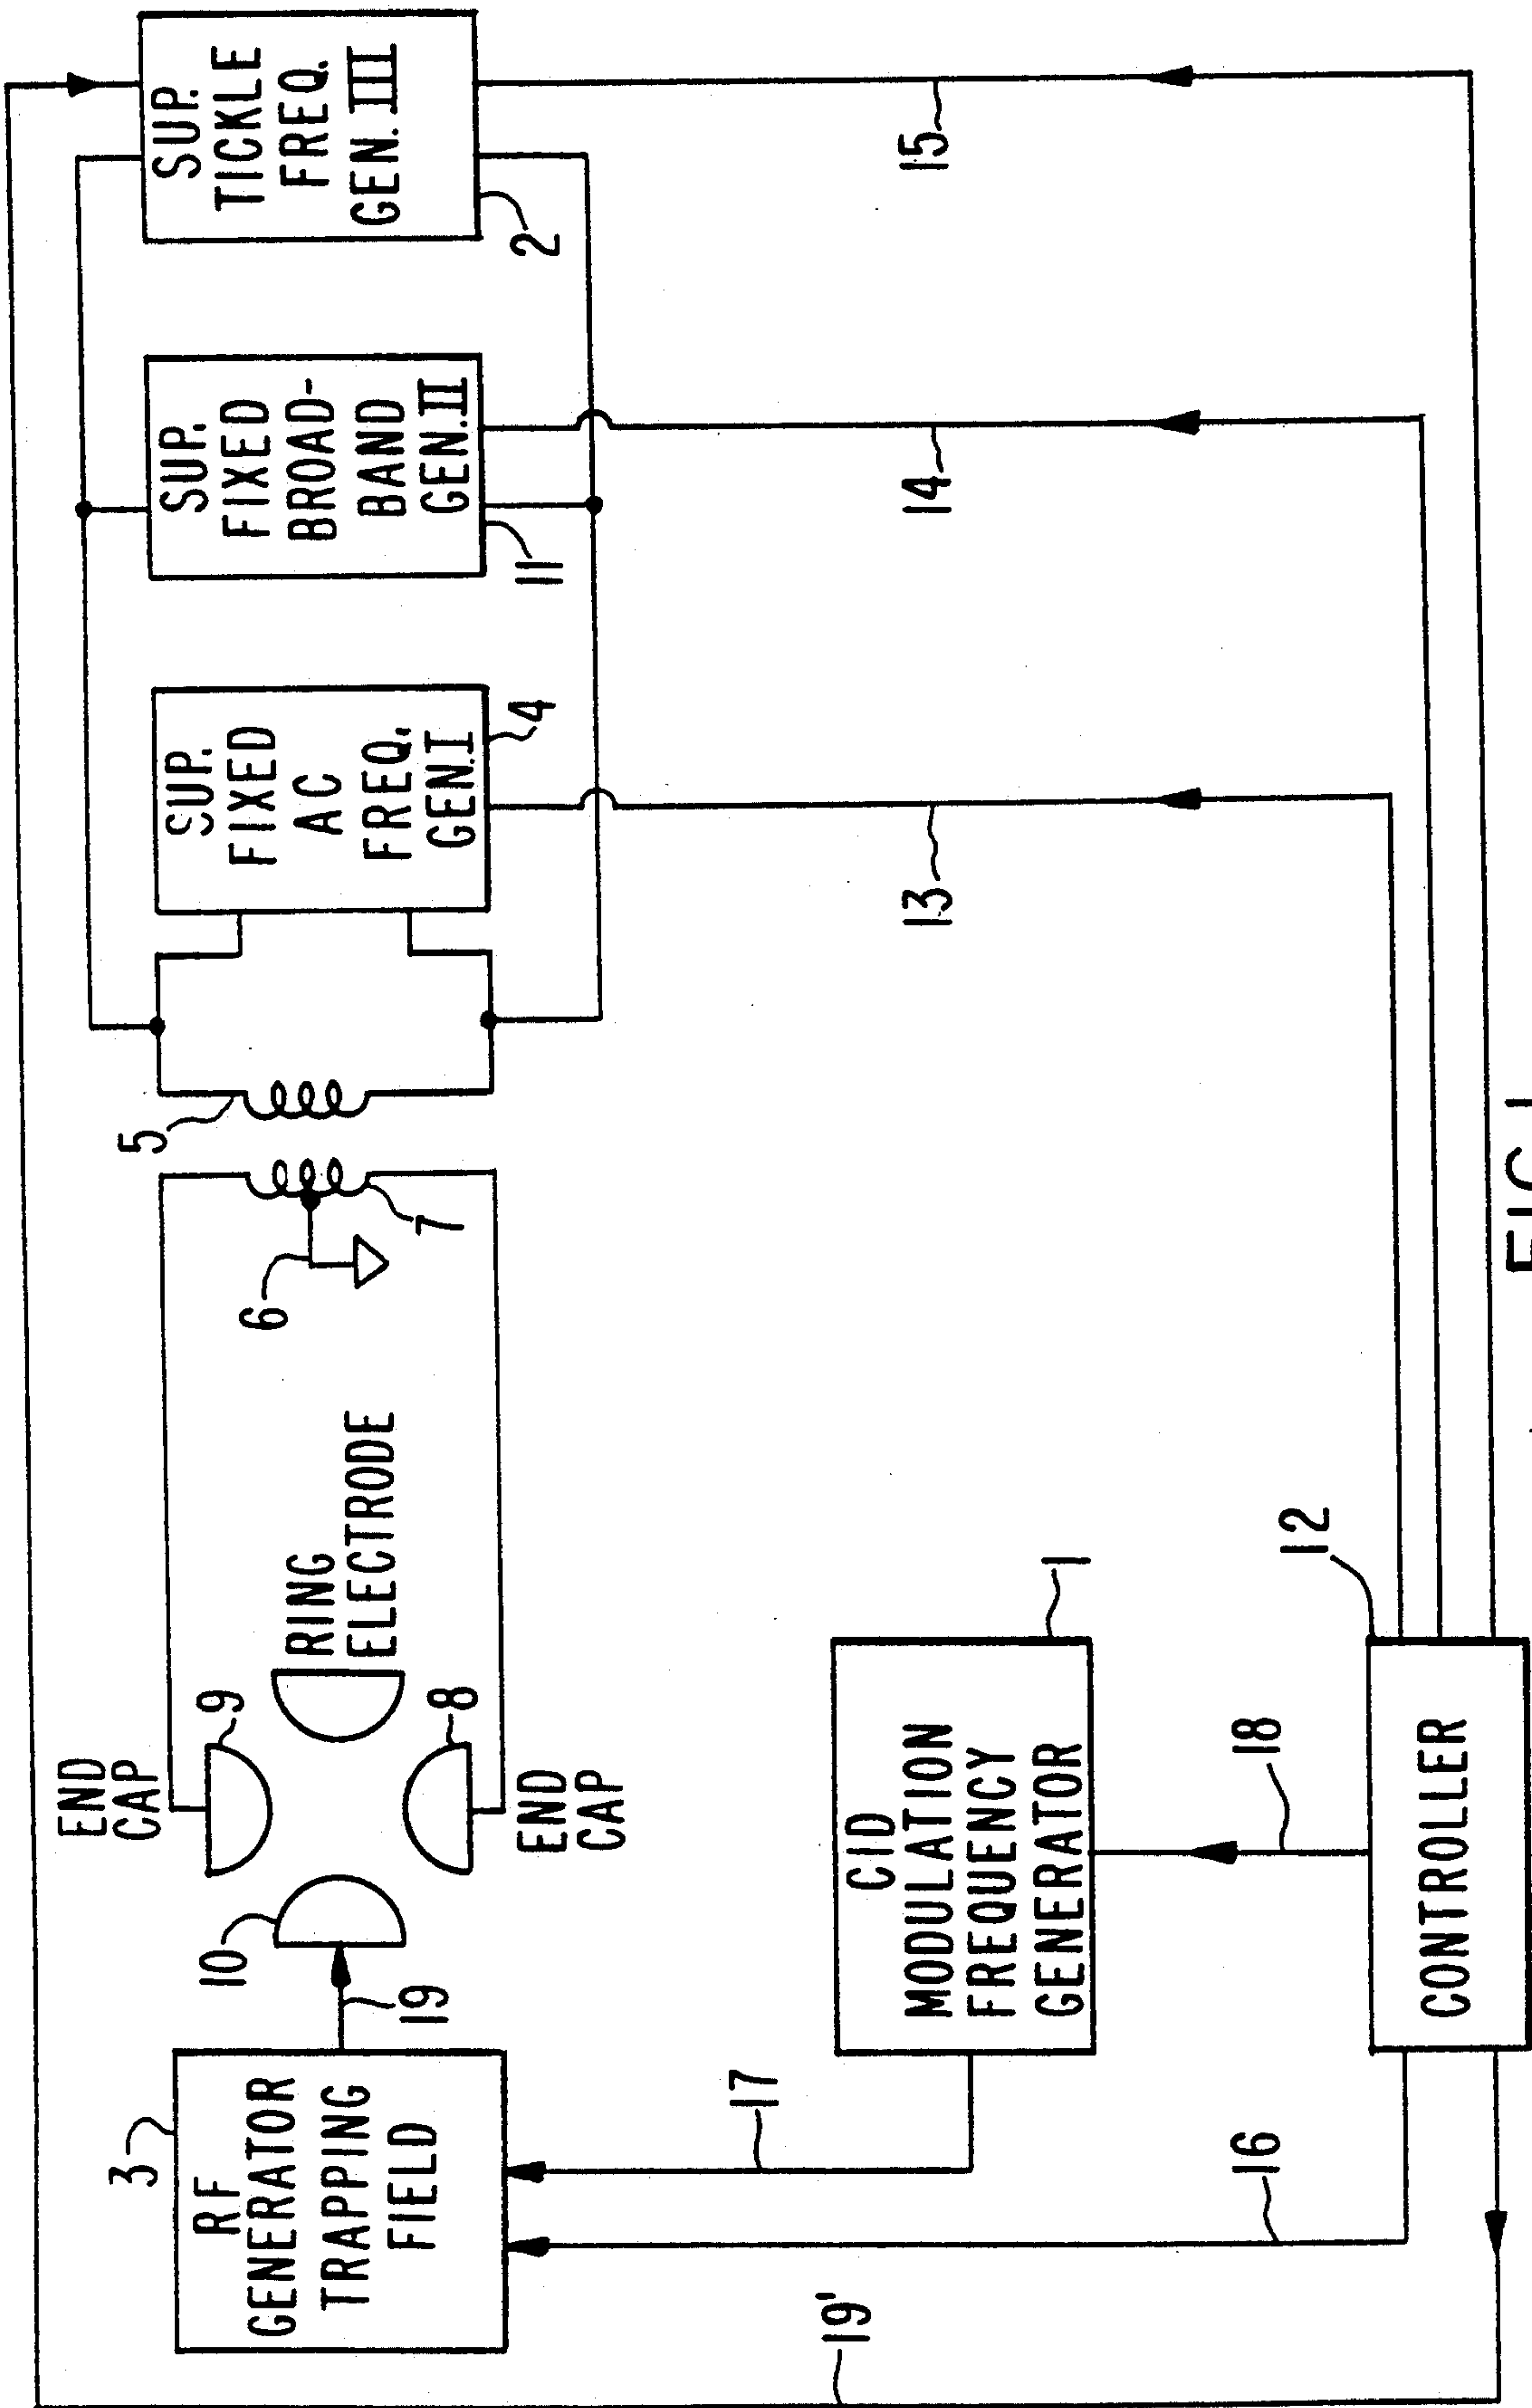 3
RF
GENERATOR
TRAPPING
FIELD
19
10
END
CAP
9
END
CAP
8
RING
ELECTRODE
6
7
5
SUP.
FIXED
AC
FREQ.
GEN.I
4
SUP.
FIXED
BROAD-
BAND
GEN.II
11
SUP.
TICKLE
FREQ.
GEN.III
2
17
16
19'
CID
MODULATION
FREQUENCY
GENERATOR
1
18
13
14
15
CONTROLLER
12